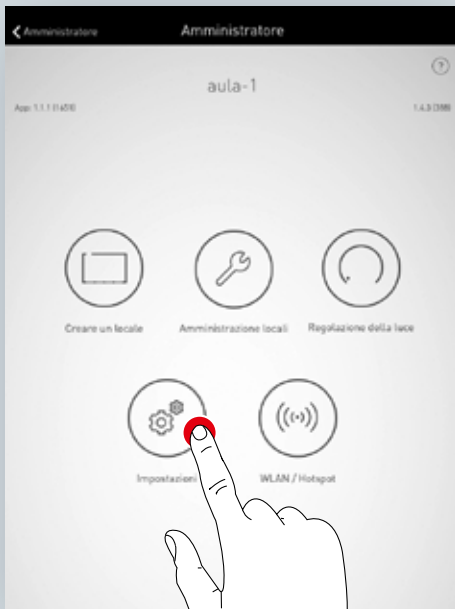 Amministratore
Amministratore
?
aula-1
Creare un locale
Amministrazione locali
Regolazione della luce
Impostazioni
WLAN / Hotspot